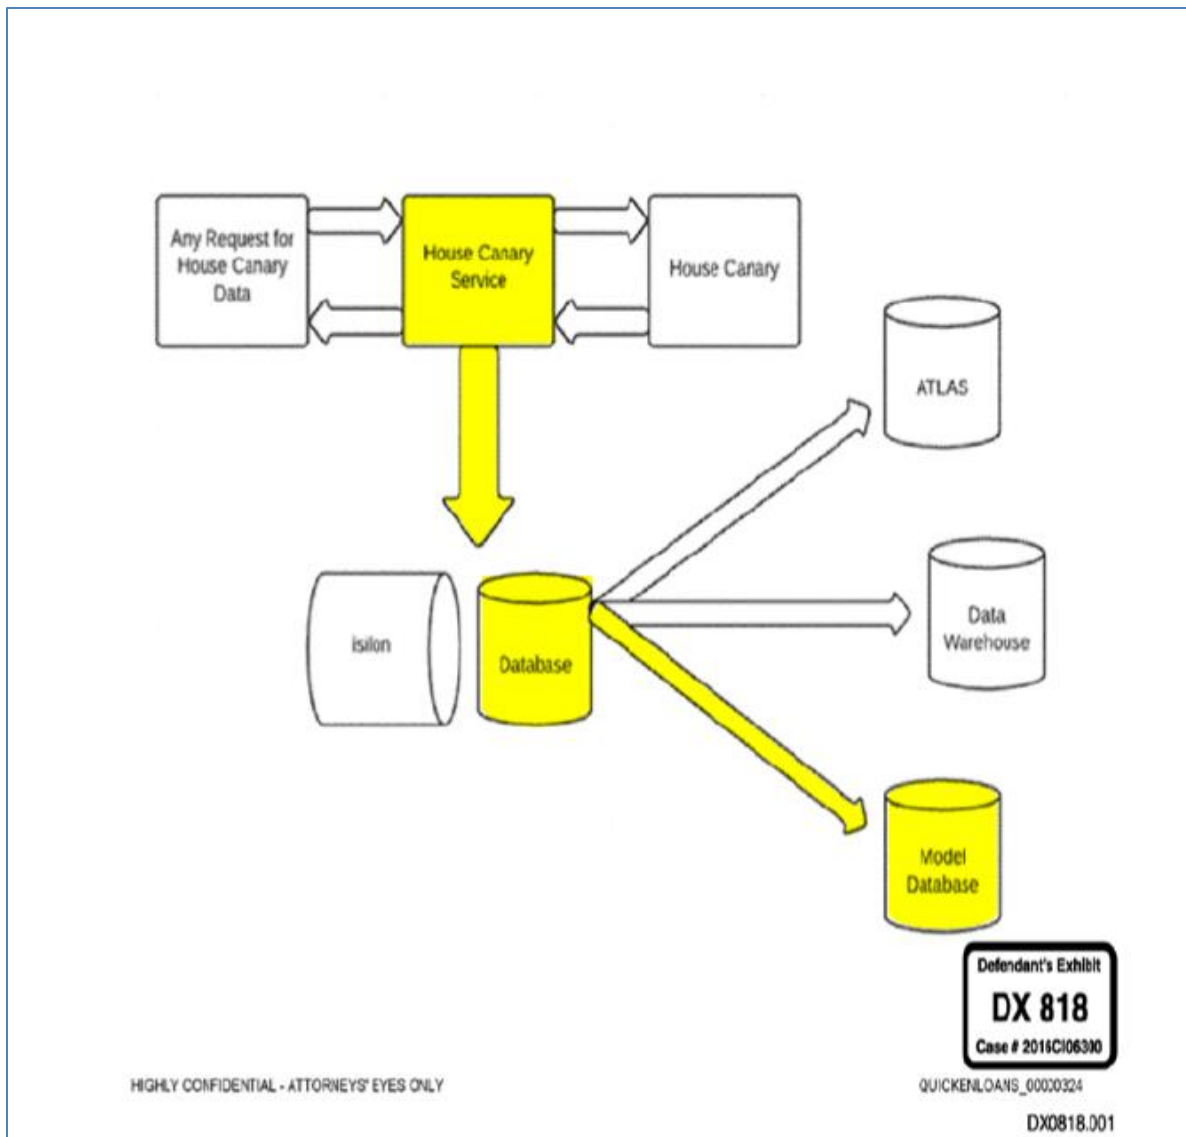 Any Request for
House Canary
Data
House Canary
Service
House Canary
ATLAS
isilon
Database
Data
Warehouse
Model
Database
Defendant's Exhibit
DX 818
Case # 2016CI06300
HIGHLY CONFIDENTIAL - ATTORNEYS' EYES ONLY
QUICKENLOANS_00000324
DX0818.001